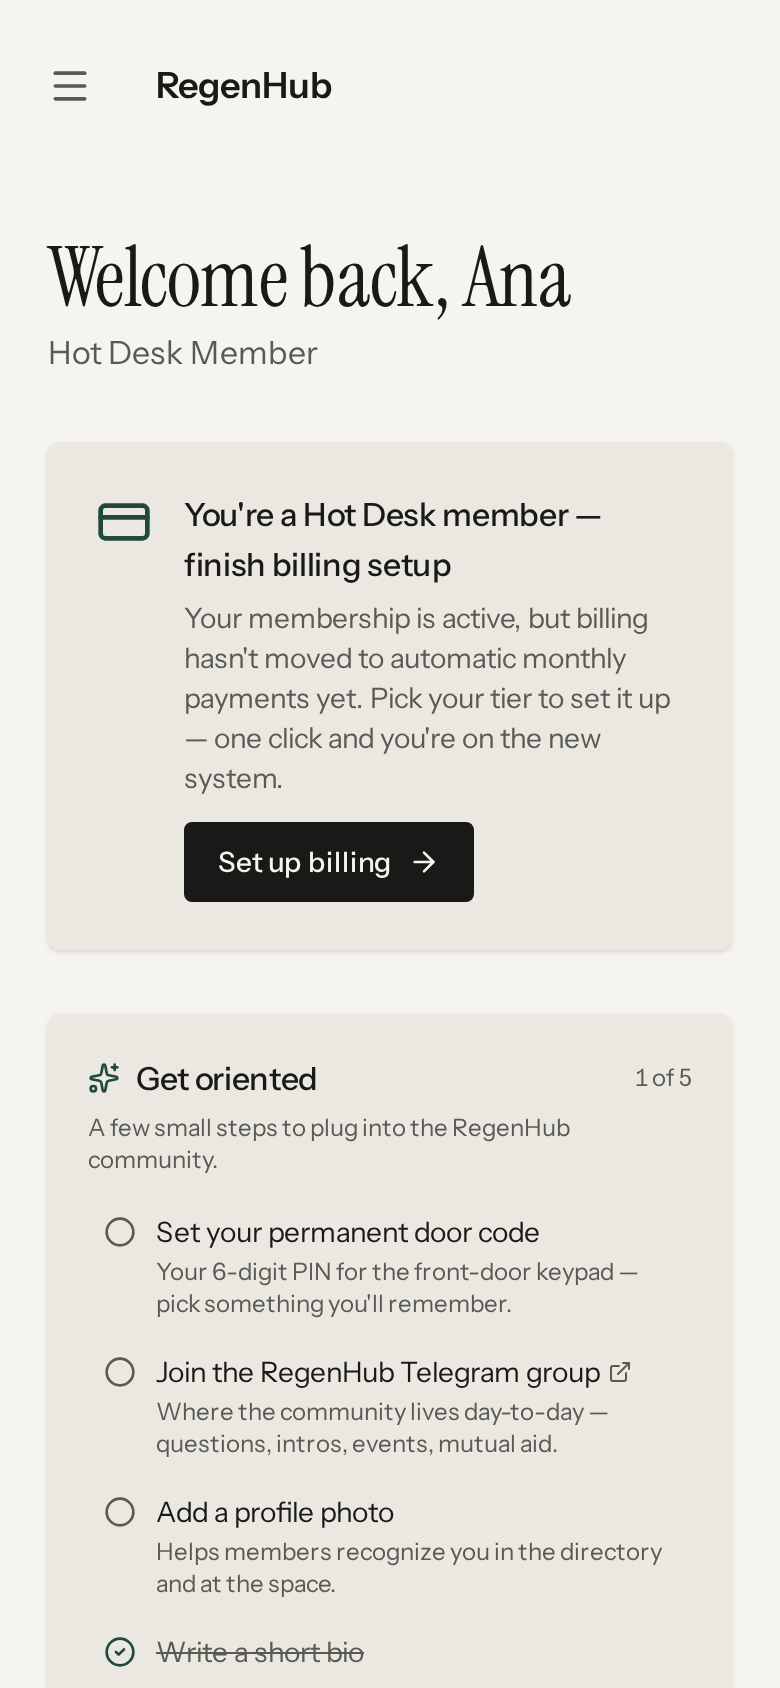 RegenHub
Welcome back, Ana
Hot Desk Member
You're a Hot Desk member —
finish billing setup
Your membership is active, but billing
hasn't moved to automatic monthly
payments yet. Pick your tier to set it up
— one click and you're on the new
system.
Set up billing
Get oriented
1 of 5
A few small steps to plug into the RegenHub
community.
Set your permanent door code
Your 6-digit PIN for the front-door keypad —
pick something you'll remember.
Join the RegenHub Telegram group
Where the community lives day-to-day —
questions, intros, events, mutual aid.
Add a profile photo
Helps members recognize you in the directory
and at the space.
Write a short bio